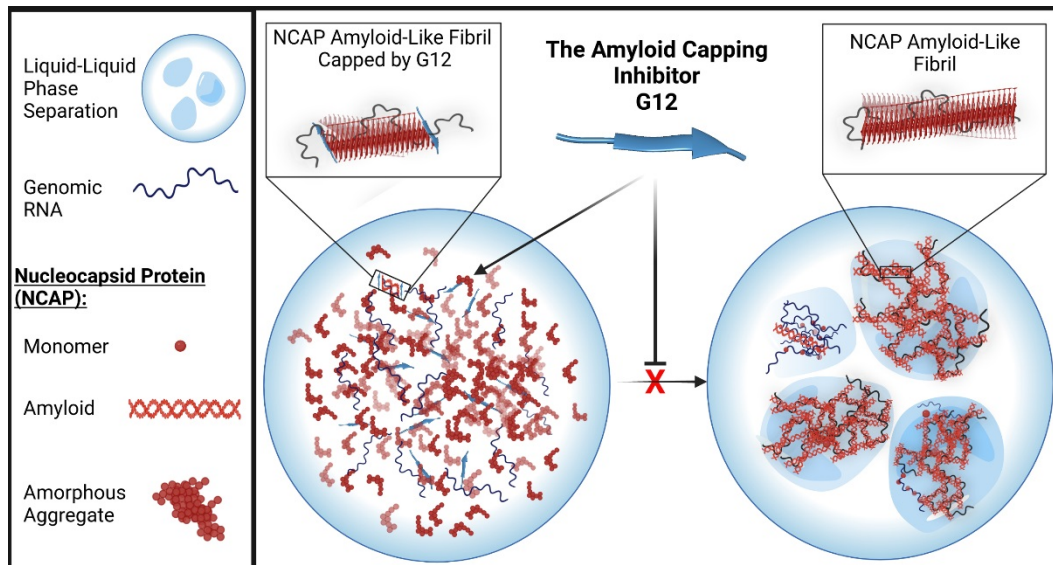 Liquid-Liquid
Phase
Separation
Genomic
RNA
Nucleocapsid Protein
(NCAP):
Monomer
Amyloid
Amorphous
Aggregate
NCAP Amyloid-Like Fibril
Capped by G12
The Amyloid Capping
Inhibitor
G12
NCAP Amyloid-Like
Fibril
X